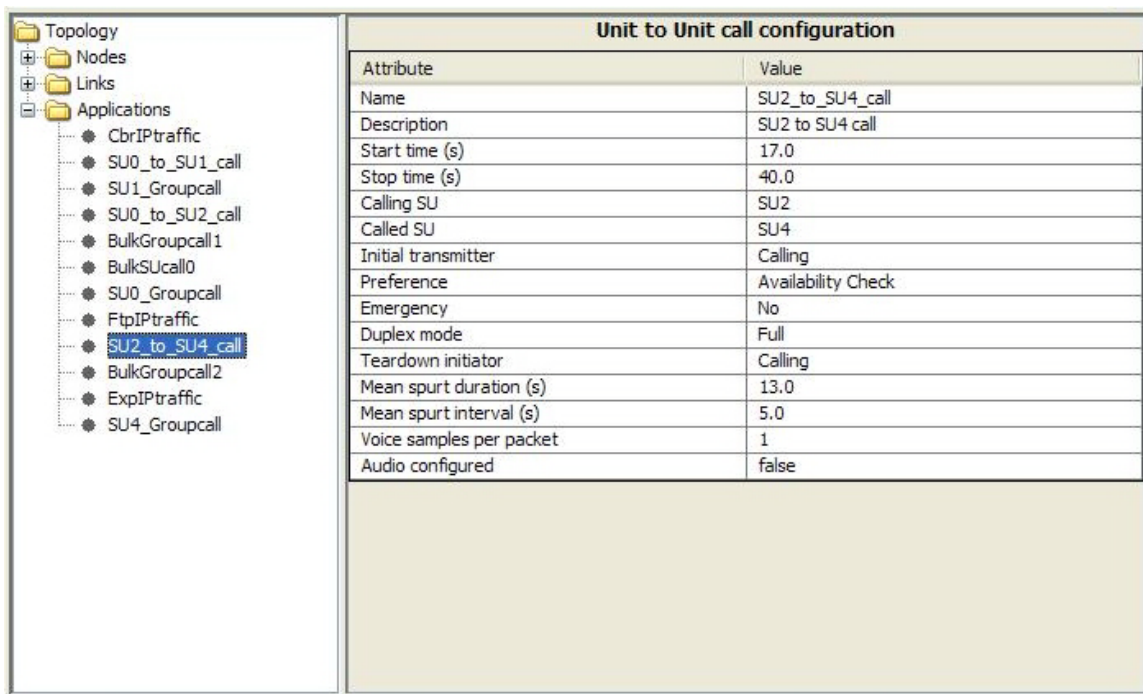 Topology
Nodes
Links
Applications
CbrIPtraffic
SU0_to_SU1_call
SU1_Groupcall
SU0_to_SU2_call
BulkGroupcall1
BulkSUcall0
SU0_Groupcall
FtpIPtraffic
SU2_to_SU4_call
BulkGroupcall2
ExpIPtraffic
SU4_Groupcall
Unit to Unit call configuration
Attribute Value
Name SU2_to_SU4_call
Description SU2 to SU4 call
Start time (s) 17.0
Stop time (s) 40.0
Calling SU SU2
Called SU SU4
Initial transmitter Calling
Preference Availability Check
Emergency No
Duplex mode Full
Teardown initiator Calling
Mean spurt duration (s) 13.0
Mean spurt interval (s) 5.0
Voice samples per packet 1
Audio configured false